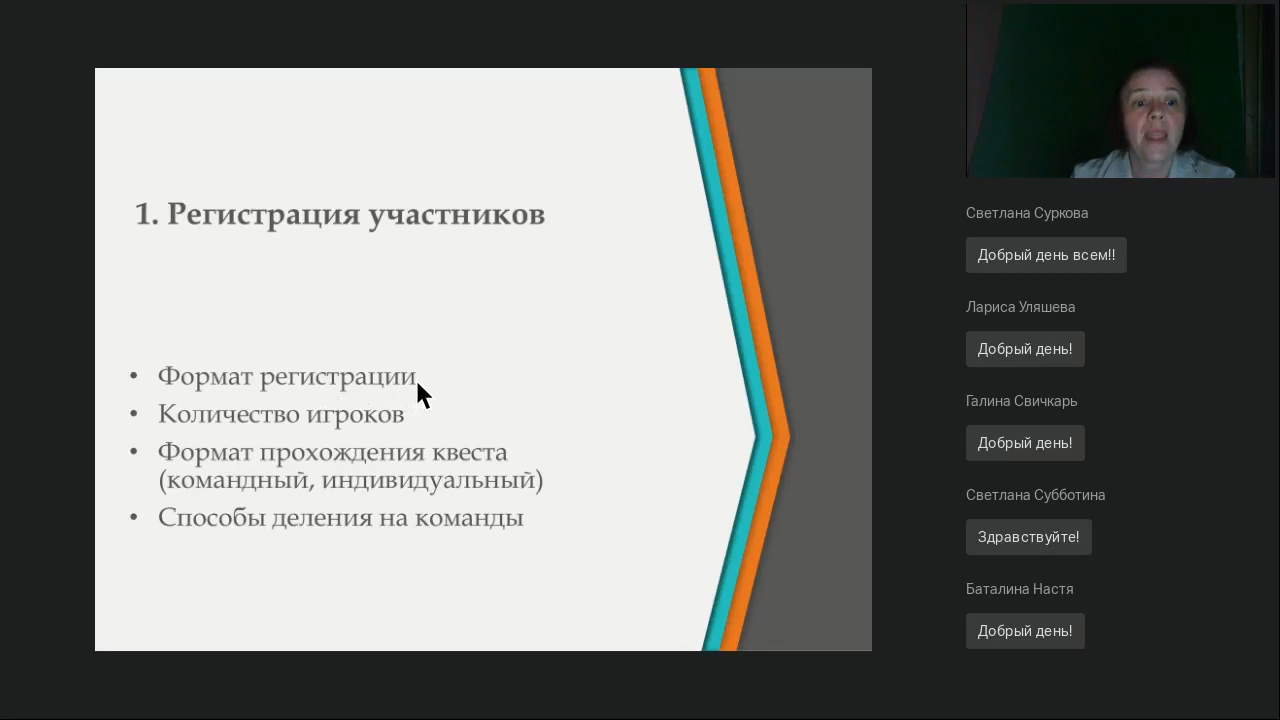 1. Регистрация участников
• Формат регистрации
• Количество игроков
• Формат прохождения квеста
(командный, индивидуальный)
• Способы деления на команды
Светлана Суркова
Добрый день всем!!
Лариса Уляшева
Добрый день!
Галина Свичкарь
Добрый день!
Светлана Субботина
Здравствуйте!
Баталина Настя
Добрый день!